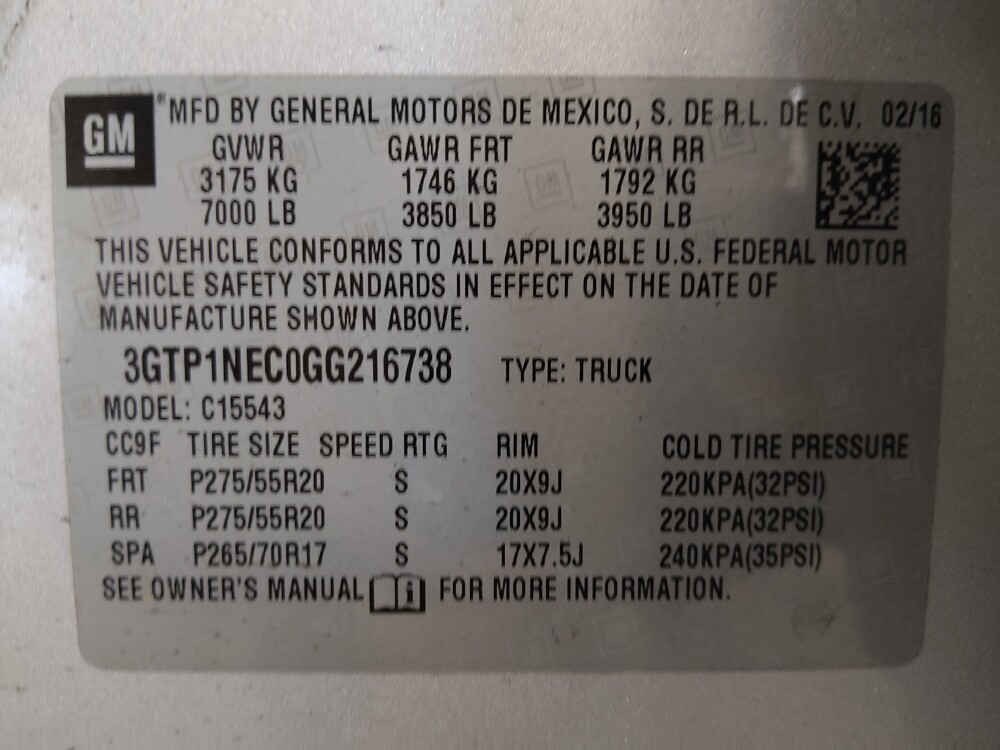 GM
®MFD BY GENERAL MOTORS DE MEXICO, S. DE R.L. DE C.V. 02/16
GVWR GAWR FRT GAWR RR
3175 KG 1746 KG 1792 KG
7000 LB 3850 LB 3950 LB
THIS VEHICLE CONFORMS TO ALL APPLICABLE U.S. FEDERAL MOTOR
VEHICLE SAFETY STANDARDS IN EFFECT ON THE DATE OF
MANUFACTURE SHOWN ABOVE.
3GTP1NEC0GG216738 TYPE: TRUCK
MODEL: C15543
CC9F TIRE SIZE SPEED RTG RIM COLD TIRE PRESSURE
FRT P275/55R20 S 20X9J 220KPA(32PSI)
RR P275/55R20 S 20X9J 220KPA(32PSI)
SPA P265/70R17 S 17X7.5J 240KPA(35PSI)
SEE OWNER'S MANUAL i FOR MORE INFORMATION.